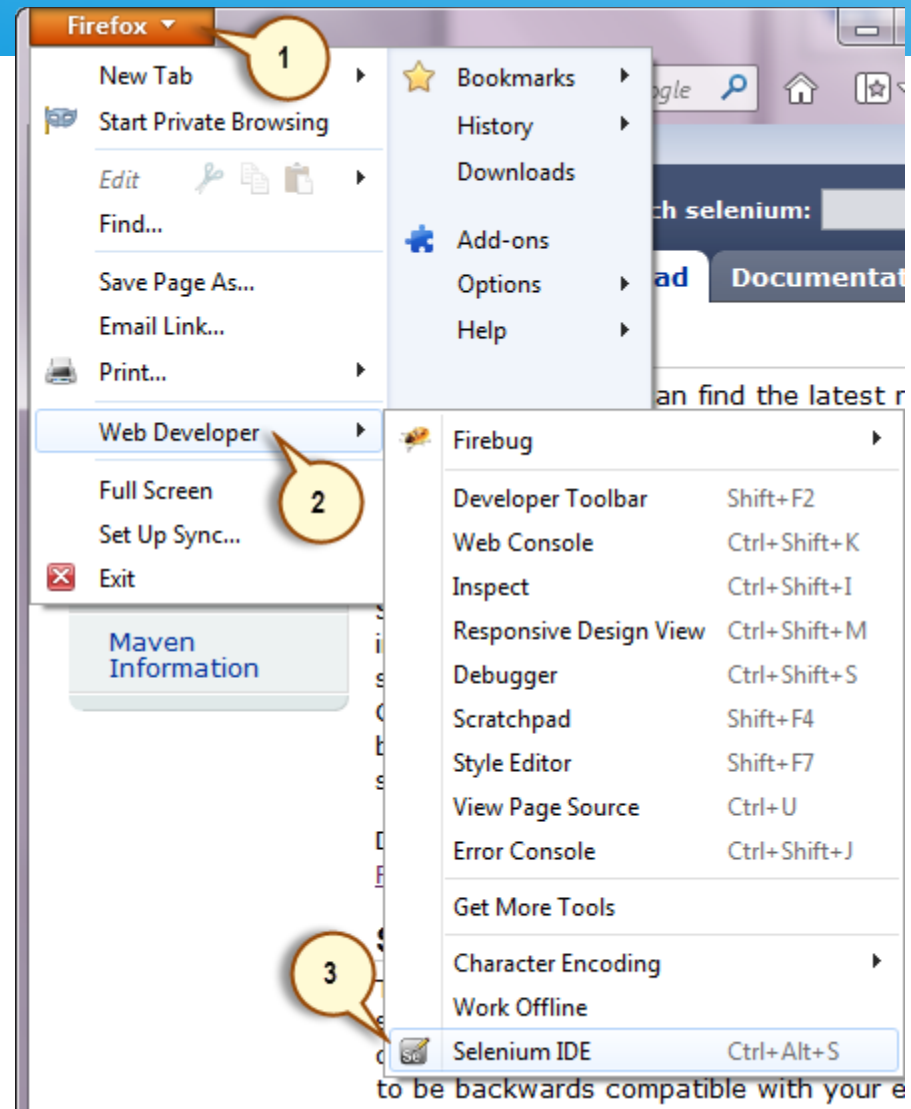 Firefox
1
New Tab
Start Private Browsing
Edit
Find...
Save Page As...
Email Link...
Print...
Web Developer
2
Full Screen
Set Up Sync...
Exit
Bookmarks
History
Downloads
Add-ons
Options
Help
ogle
ch selenium:
ad
Documentat
an find the latest r
Firebug
Developer Toolbar Shift+F2
Web Console Ctrl+Shift+K
Inspect Ctrl+Shift+I
Responsive Design View Ctrl+Shift+M
Debugger Ctrl+Shift+S
Scratchpad Shift+F4
Style Editor Shift+F7
View Page Source Ctrl+U
Error Console Ctrl+Shift+J
Get More Tools
Character Encoding
Work Offline
3
Selenium IDE Ctrl+Alt+S
Maven
Information
to be backwards compatible with your e